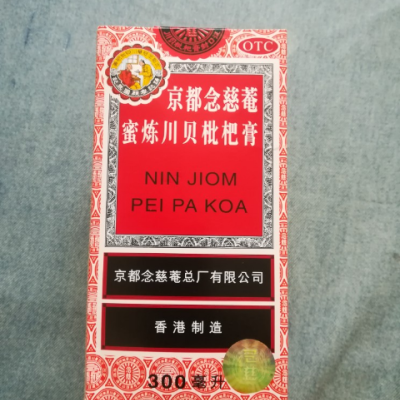 OTC
京都念慈菴
蜜炼川贝枇杷膏
NIN JIOM
PEI PA KOA
京都念慈菴总厂有限公司
香港制造
300毫升